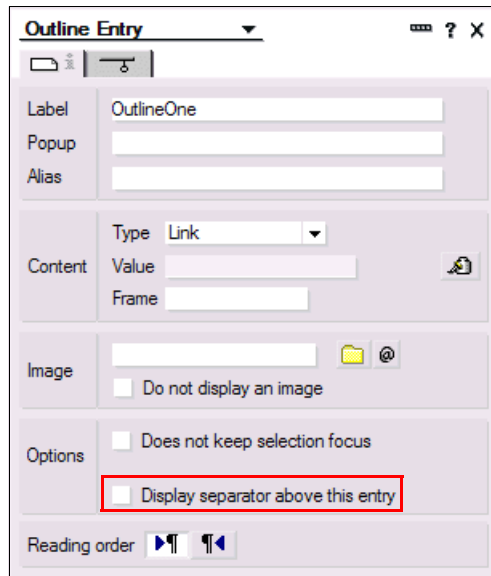 Outline Entry
? X
i
Label OutlineOne
Popup
Alias
Content
Type Link
Value
Frame
Image
@
Do not display an image
Options
Does not keep selection focus
Display separator above this entry
Reading order ¶ ¶